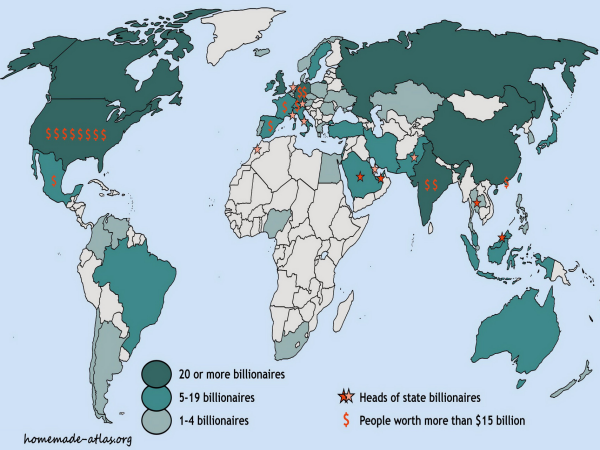 $$$$$$$$
$
$
$
$$
$
$$
$
20 or more billionaires
5-19 billionaires
1-4 billionaires
Heads of state billionaires
$ People worth more than $15 billion
homemade-atlas.org